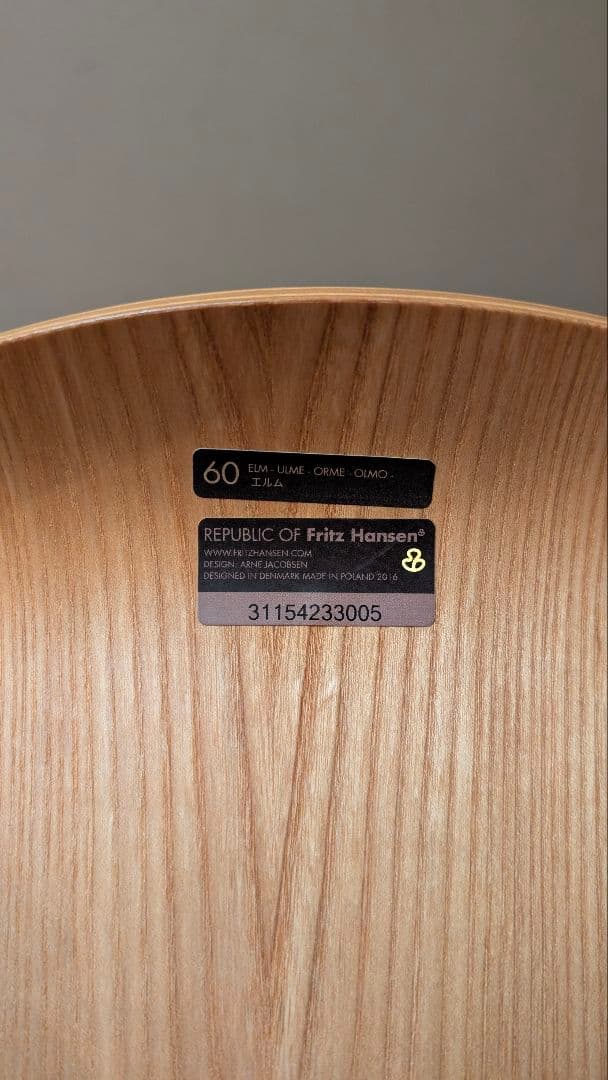 60 ELM - ULME - ORME - OLMO -
エルム
REPUBLIC OF Fritz Hansen®
WWW.FRITZHANSEN.COM
DESIGN: ARNE JACOBSEN
DESIGNED IN DENMARK MADE IN POLAND 2016
31154233005